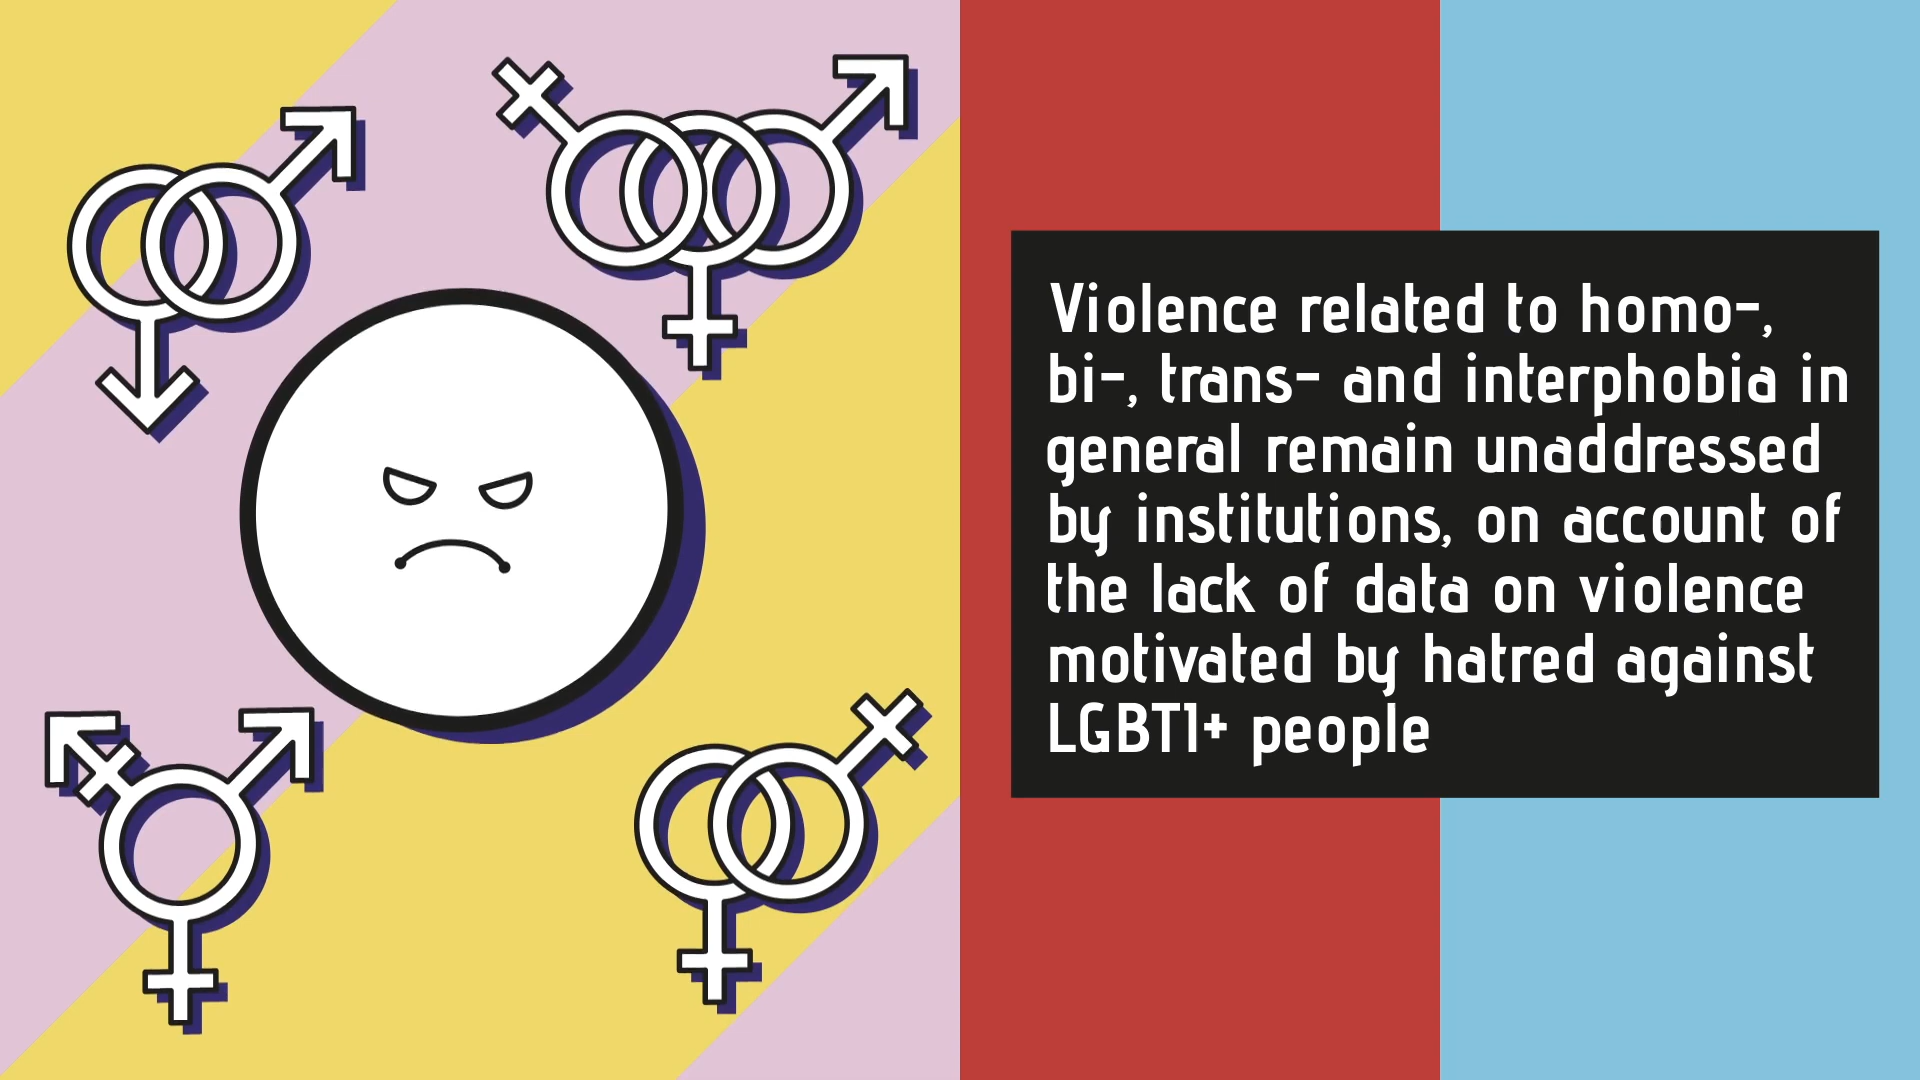 Violence related to homo-,
bi-, trans- and interphobia in
general remain unaddressed
by institutions, on account of
the lack of data on violence
motivated by hatred against
LGBTI+ people